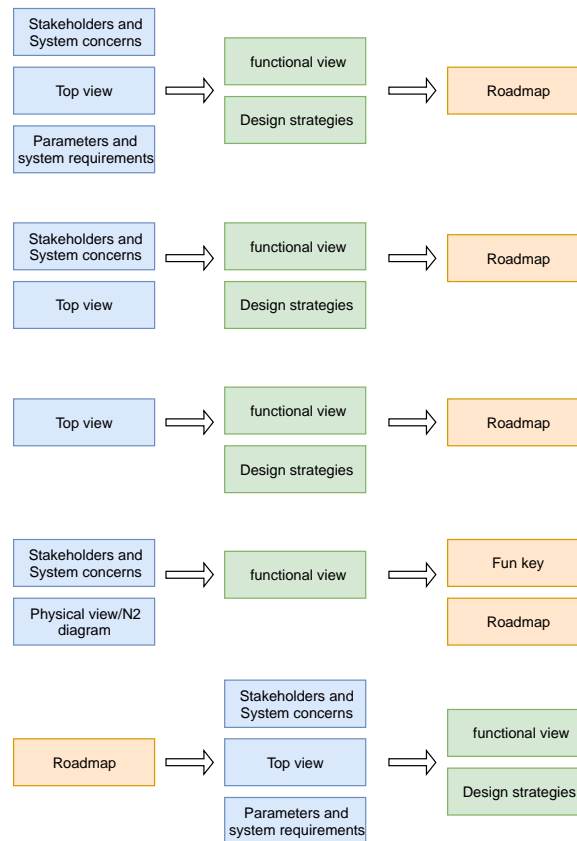 Stakeholders and
System concerns
Top view
Parameters and
system requirements
functional view
Design strategies
Roadmap
Stakeholders and
System concerns
Top view
functional view
Design strategies
Roadmap
Top view
functional view
Design strategies
Roadmap
Stakeholders and
System concerns
Physical view/N2
diagram
functional view
Fun key
Roadmap
Roadmap
Stakeholders and
System concerns
Top view
Parameters and
system requirements
functional view
Design strategies